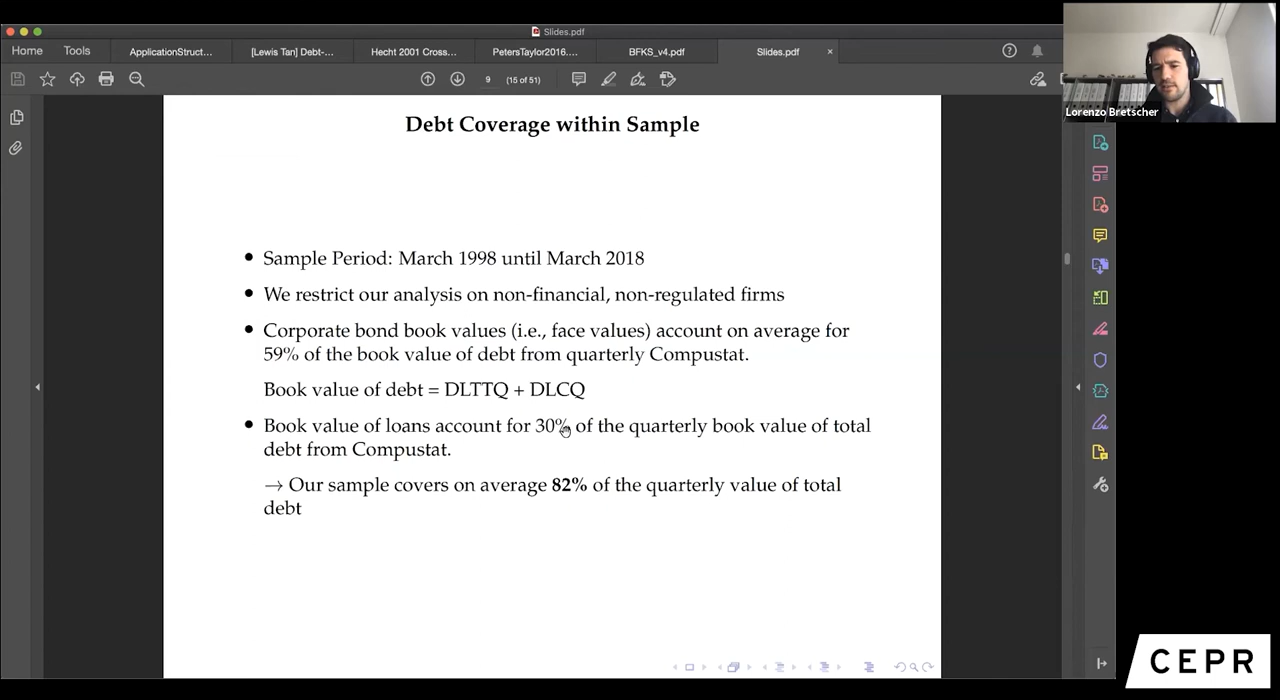 Slides.pdf
Home
Tools
ApplicationStruct...
[Lewis Tan] Debt-...
Hecht 2001 Cross...
PetersTaylor2016....
BFKS_v4.pdf
Slides.pdf
×
9
(15 of 51)
Lorenzo Bretscher
Debt Coverage within Sample
Sample Period: March 1998 until March 2018
We restrict our analysis on non-financial, non-regulated firms
Corporate bond book values (i.e., face values) account on average for
59% of the book value of debt from quarterly Compustat.
Book value of debt = DLTTQ + DLCQ
Book value of loans account for 30% of the quarterly book value of total
debt from Compustat.
→ Our sample covers on average 82% of the quarterly value of total
debt
CEPR